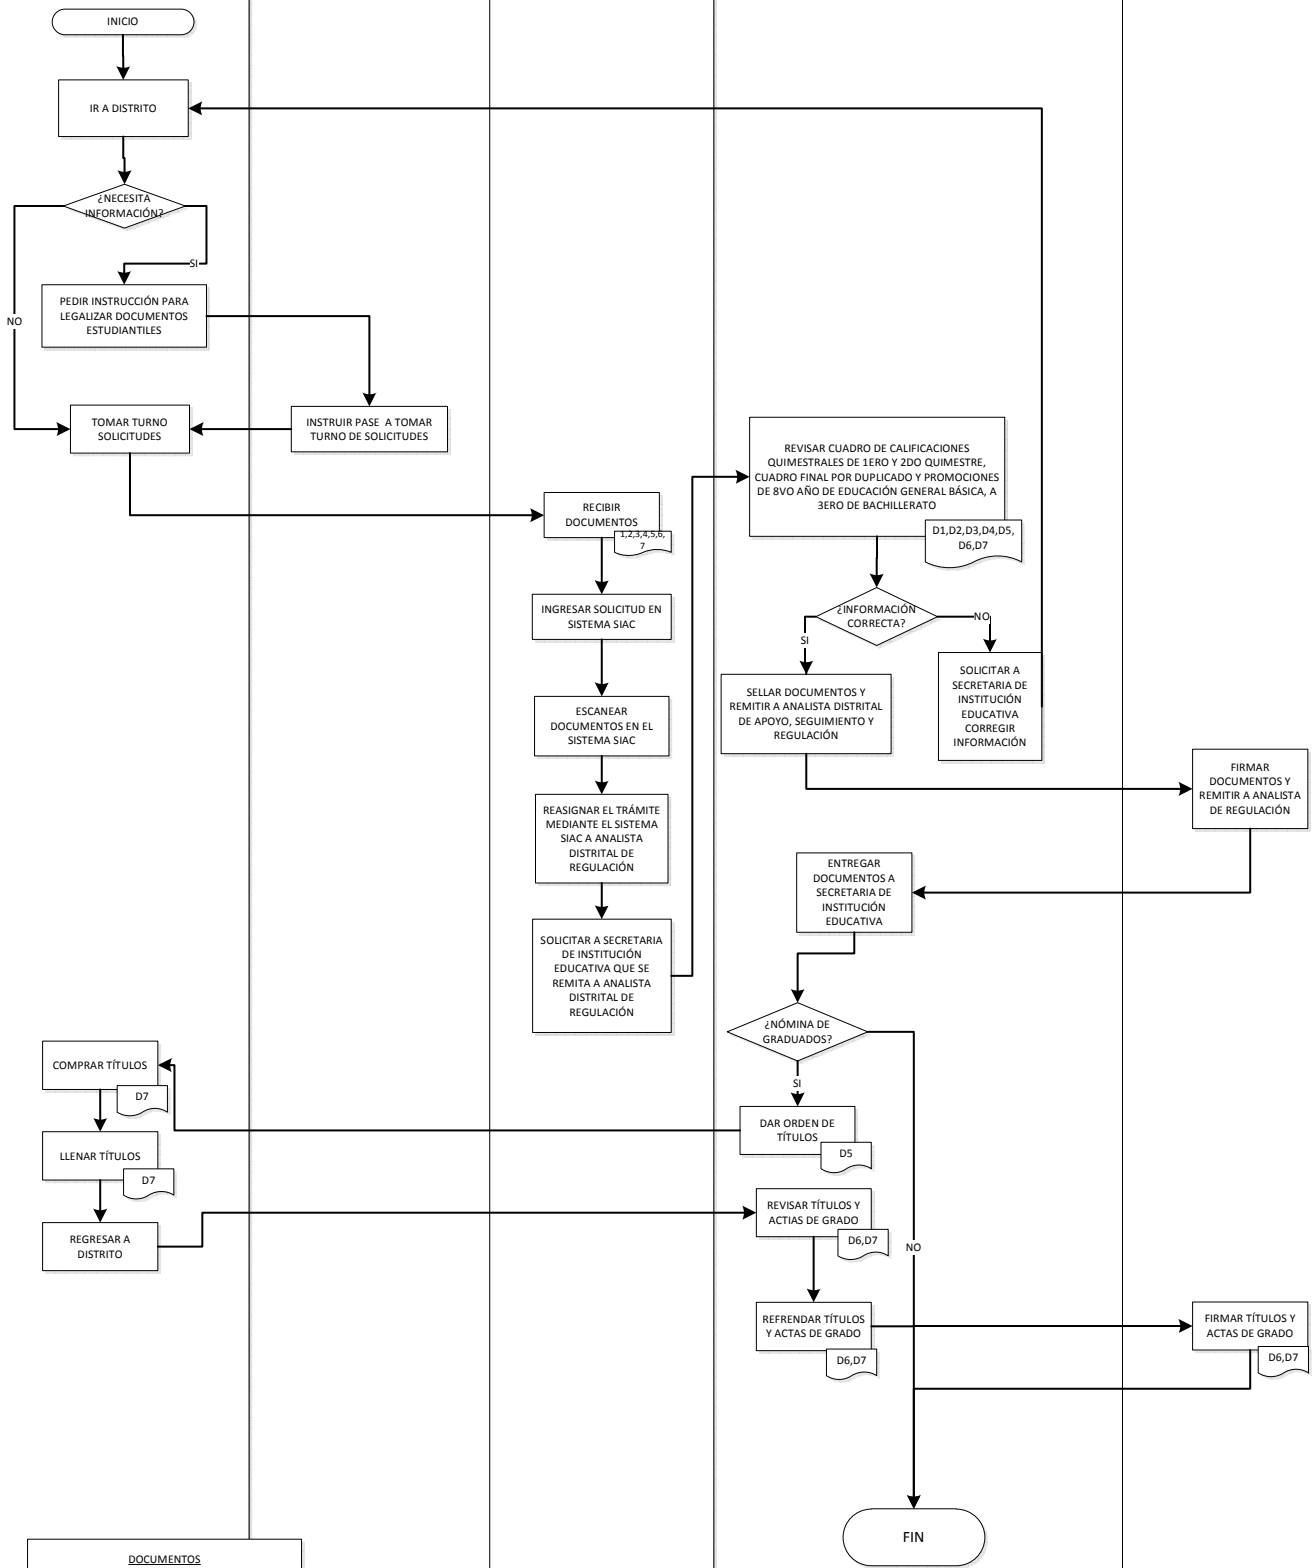 INICIO
IR A DISTRITO
¿NECESITA
INFORMACIÓN?
SI
NO
PEDIR INSTRUCCIÓN PARA
LEGALIZAR DOCUMENTOS
ESTUDIANTILES
TOMAR TURNO
SOLICITUDES
INSTRUIR PASE A TOMAR
TURNO DE SOLICITUDES
RECIBIR
DOCUMENTOS
1,2,3,4,5,6,
7
INGRESAR SOLICITUD EN
SISTEMA SIAC
ESCANEAR
DOCUMENTOS EN EL
SISTEMA SIAC
REASIGNAR EL TRÁMITE
MEDIANTE EL SISTEMA
SIAC A ANALISTA
DISTRITAL DE
REGULACIÓN
SOLICITAR A SECRETARIA
DE INSTITUCIÓN
EDUCATIVA QUE SE
REMITA A ANALISTA
DISTRITAL DE
REGULACIÓN
REVISAR CUADRO DE CALIFICACIONES
QUIMESTRALES DE 1ERO Y 2DO QUIMESTRE,
CUADRO FINAL POR DUPLICADO Y PROMOCIONES
DE 8VO AÑO DE EDUCACIÓN GENERAL BÁSICA, A
3ERO DE BACHILLERATO
D1,D2,D3,D4,D5,
D6,D7
¿INFORMACIÓN
CORRECTA?
NO
SI
SOLICITAR A
SECRETARIA DE
INSTITUCIÓN
EDUCATIVA
CORREGIR
INFORMACIÓN
SELLAR DOCUMENTOS Y
REMITIR A ANALISTA DISTRITAL
DE APOYO, SEGUIMIENTO Y
REGULACIÓN
FIRMAR
DOCUMENTOS Y
REMITIR A ANALISTA
DE REGULACIÓN
ENTREGAR
DOCUMENTOS A
SECRETARIA DE
INSTITUCIÓN
EDUCATIVA
¿NÓMINA DE
GRADUADOS?
SI
NO
DAR ORDEN DE
TÍTULOS
D5
COMPRAR TÍTULOS
D7
LLENAR TÍTULOS
D7
REGRESAR A
DISTRITO
REVISAR TÍTULOS Y
ACTIAS DE GRADO
D6,D7
REFRENDAR TÍTULOS
Y ACTAS DE GRADO
D6,D7
FIRMAR TÍTULOS Y
ACTAS DE GRADO
D6,D7
FIN
DOCUMENTOS